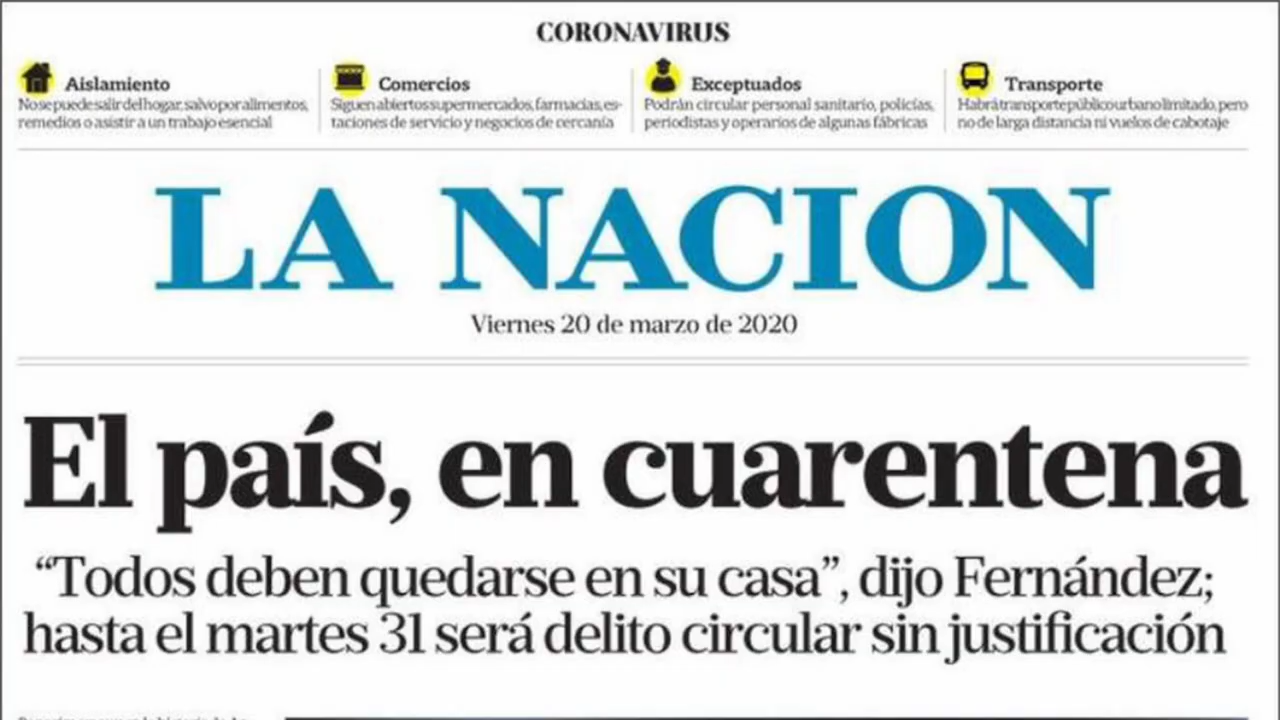 CORONAVIRUS
Aislamiento
No se puede salir del hogar, salvo por alimentos,
remedios o asistir a un trabajo esencial
Comercios
Siguen abiertos supermercados, farmacias, es-
taciones de servicio y negocios de cercanía
Exceptuados
Podrán circular personal sanitario, policías,
periodistas y operarios de algunas fábricas
Transporte
Habrá transporte público urbano limitado, pero
no de larga distancia ni vuelos de cabotaje
LA NACION
Viernes 20 de marzo de 2020
El país, en cuarentena
“Todos deben quedarse en su casa”, dijo Fernández;
hasta el martes 31 será delito circular sin justificación